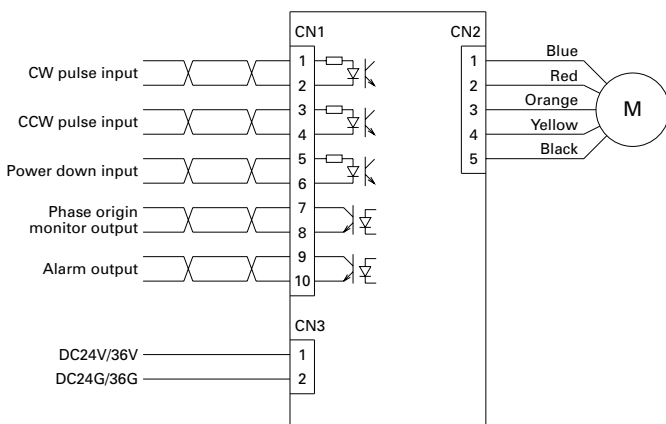 CN1
CN2
CW pulse input
1
2
CCW pulse input
3
4
Power down input
5
6
Phase origin
monitor output
7
8
Alarm output
9
10
1
2
3
4
5
Blue
Red
Orange
Yellow
Black
M
CN3
DC24V/36V
1
DC24G/36G
2